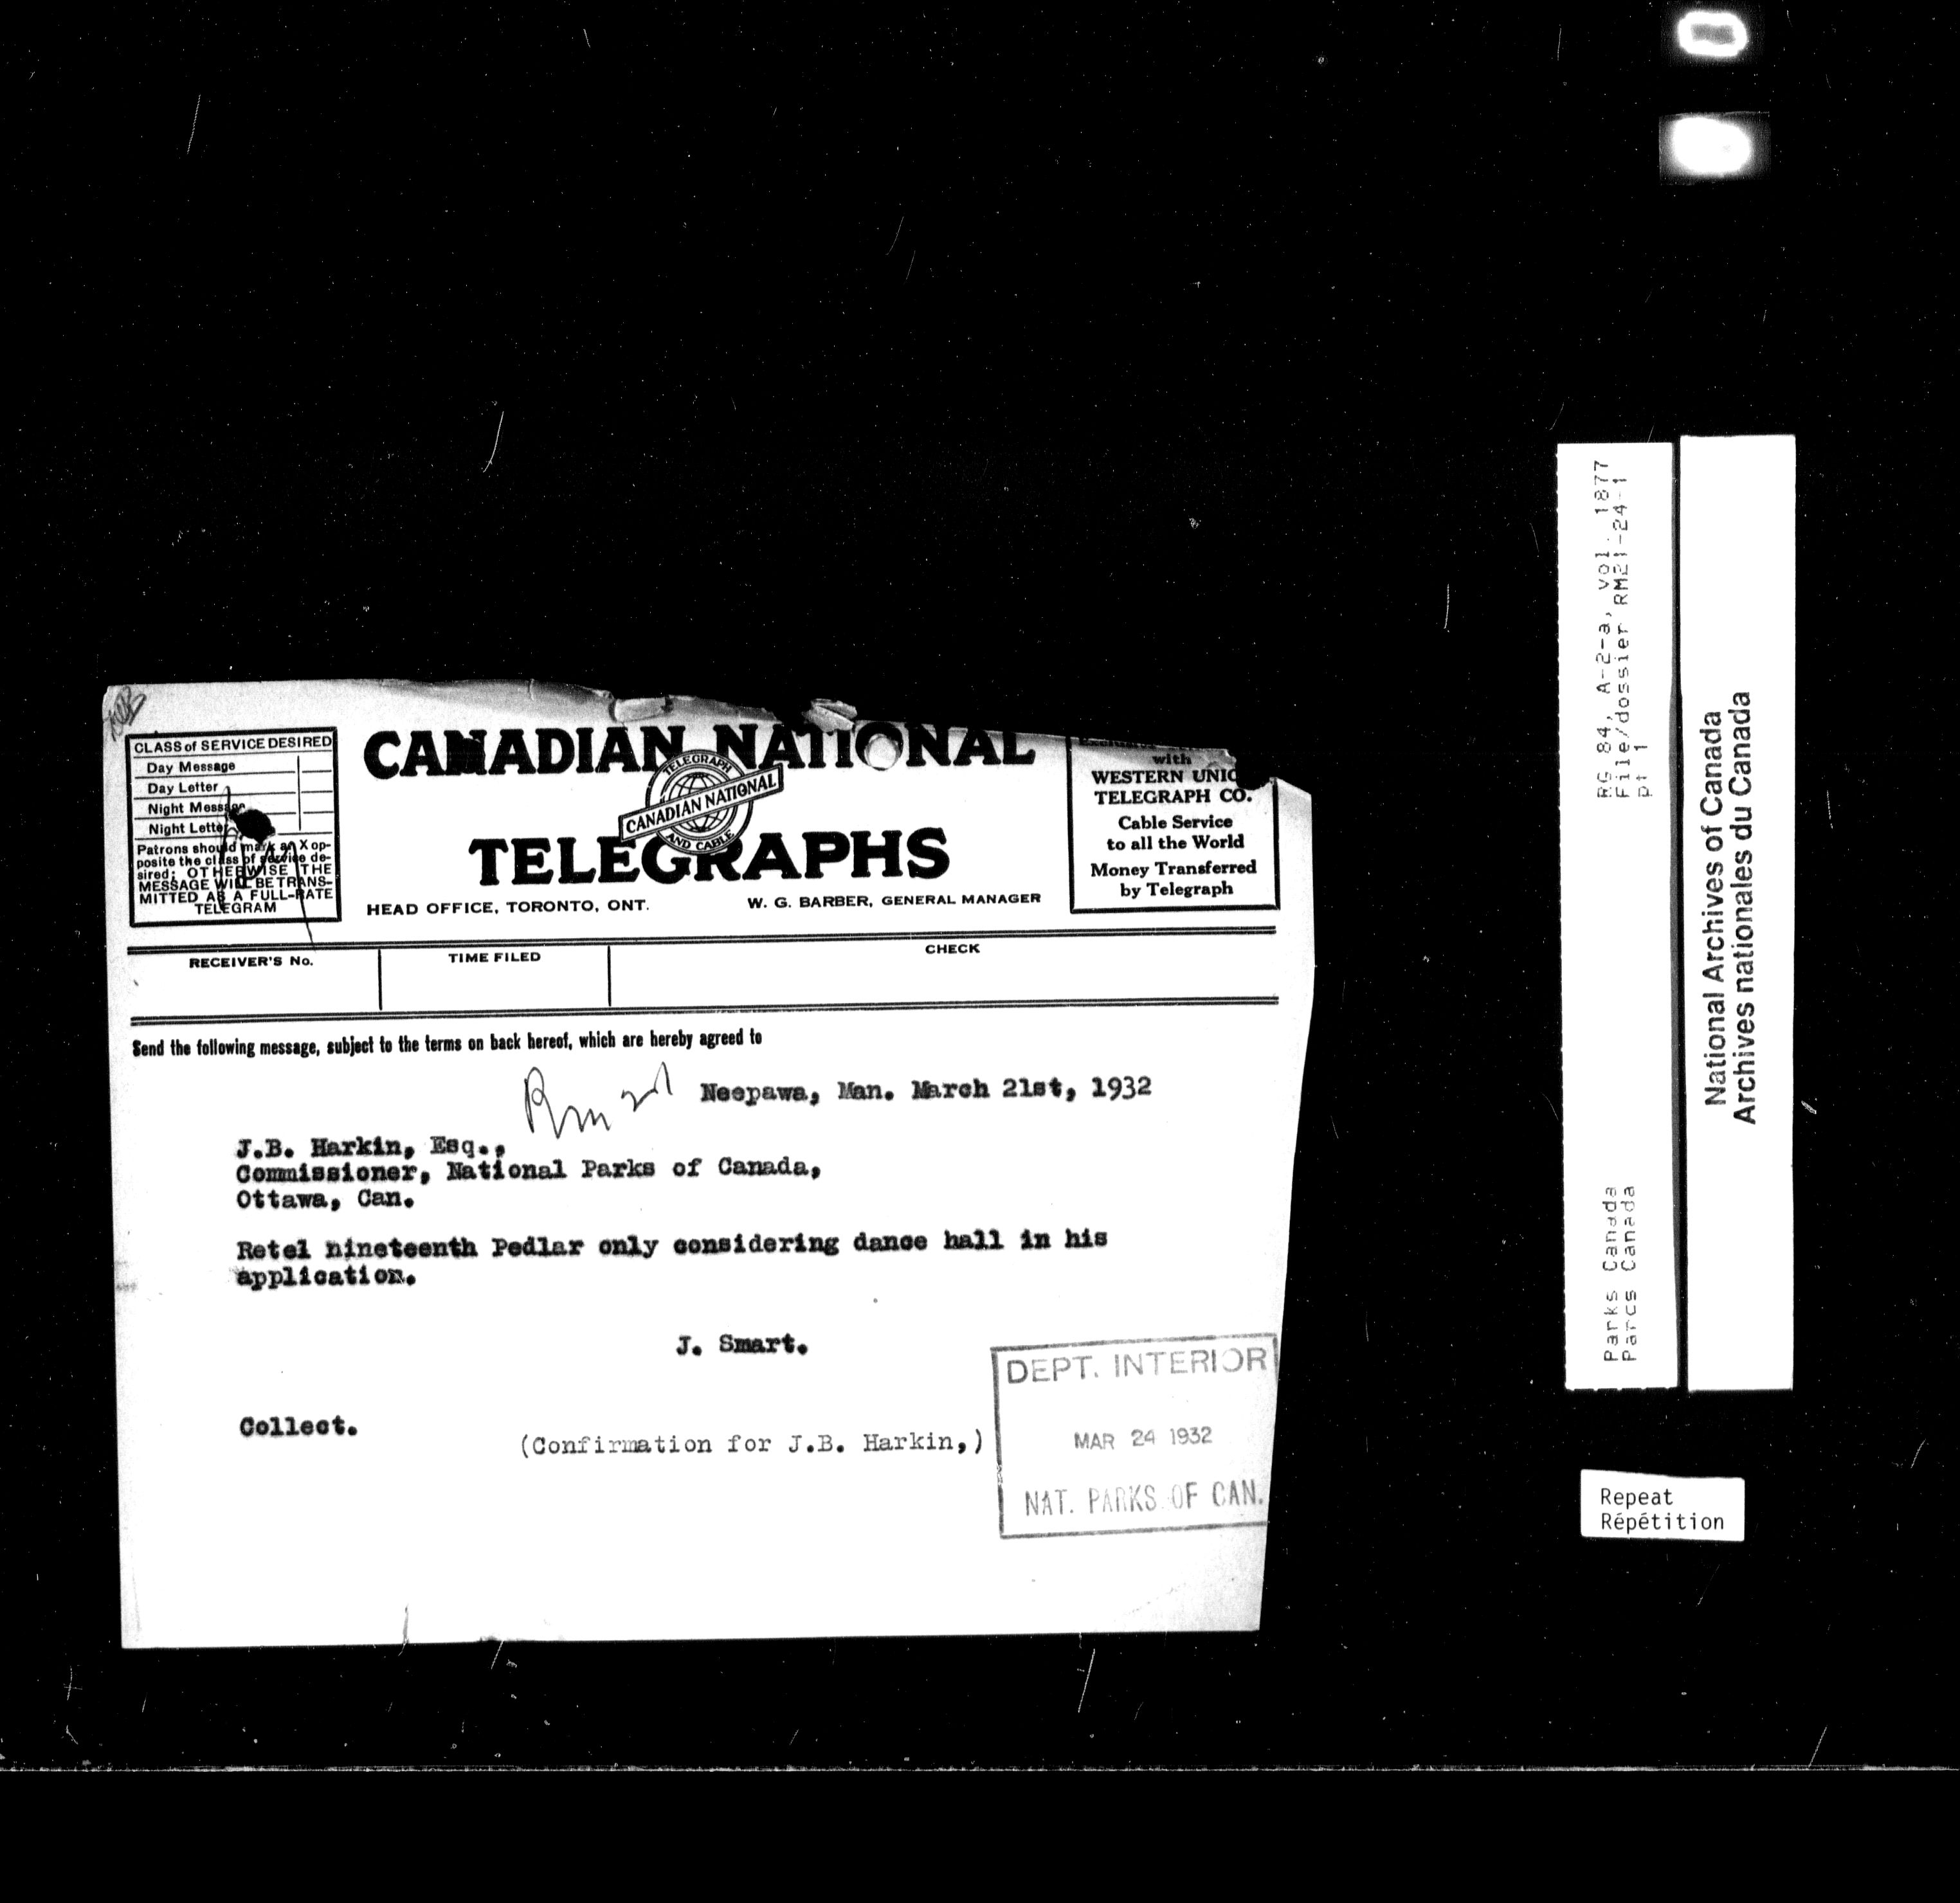 CLASS of SERVICE DESIRED
Day Message
Day Letter
Night Message
Night Letter
Patrons should mark an X op-
posite the class of service de-
sired; OTHERWISE THE
MESSAGE WILL BE TRANS-
MITTED AS A FULL-RATE
TELEGRAM
CANADIAN NATIONAL
TELEGRAPH
CANADIAN NATIONAL
AND CABLE
TELEGRAPHS
HEAD OFFICE, TORONTO, ONT.
W. G. BARBER, GENERAL MANAGER
with
WESTERN UNIO
TELEGRAPH CO.
Cable Service
to all the World
Money Transferred
by Telegraph
RECEIVER'S No.
TIME FILED
CHECK
Send the following message, subject to the terms on back hereof, which are hereby agreed to
Neepawa, Man. March 21st, 1932
J.B. Harkin, Esq.,
Commissioner, National Parks of Canada,
Ottawa, Can.
Retel nineteenth Pedlar only considering dance hall in his
application.
J. Smart.
Collect.
(Confirmation for J.B. Harkin,)
DEPT. INTERIOR
MAR 24 1932
NAT. PARKS OF CAN.
RG 84, A-2-a, vol. 1877
File/dossier RM21-24-1
pt 1
Parks Canada
Parcs Canada
National Archives of Canada
Archives nationales du Canada
Repeat
Répétition